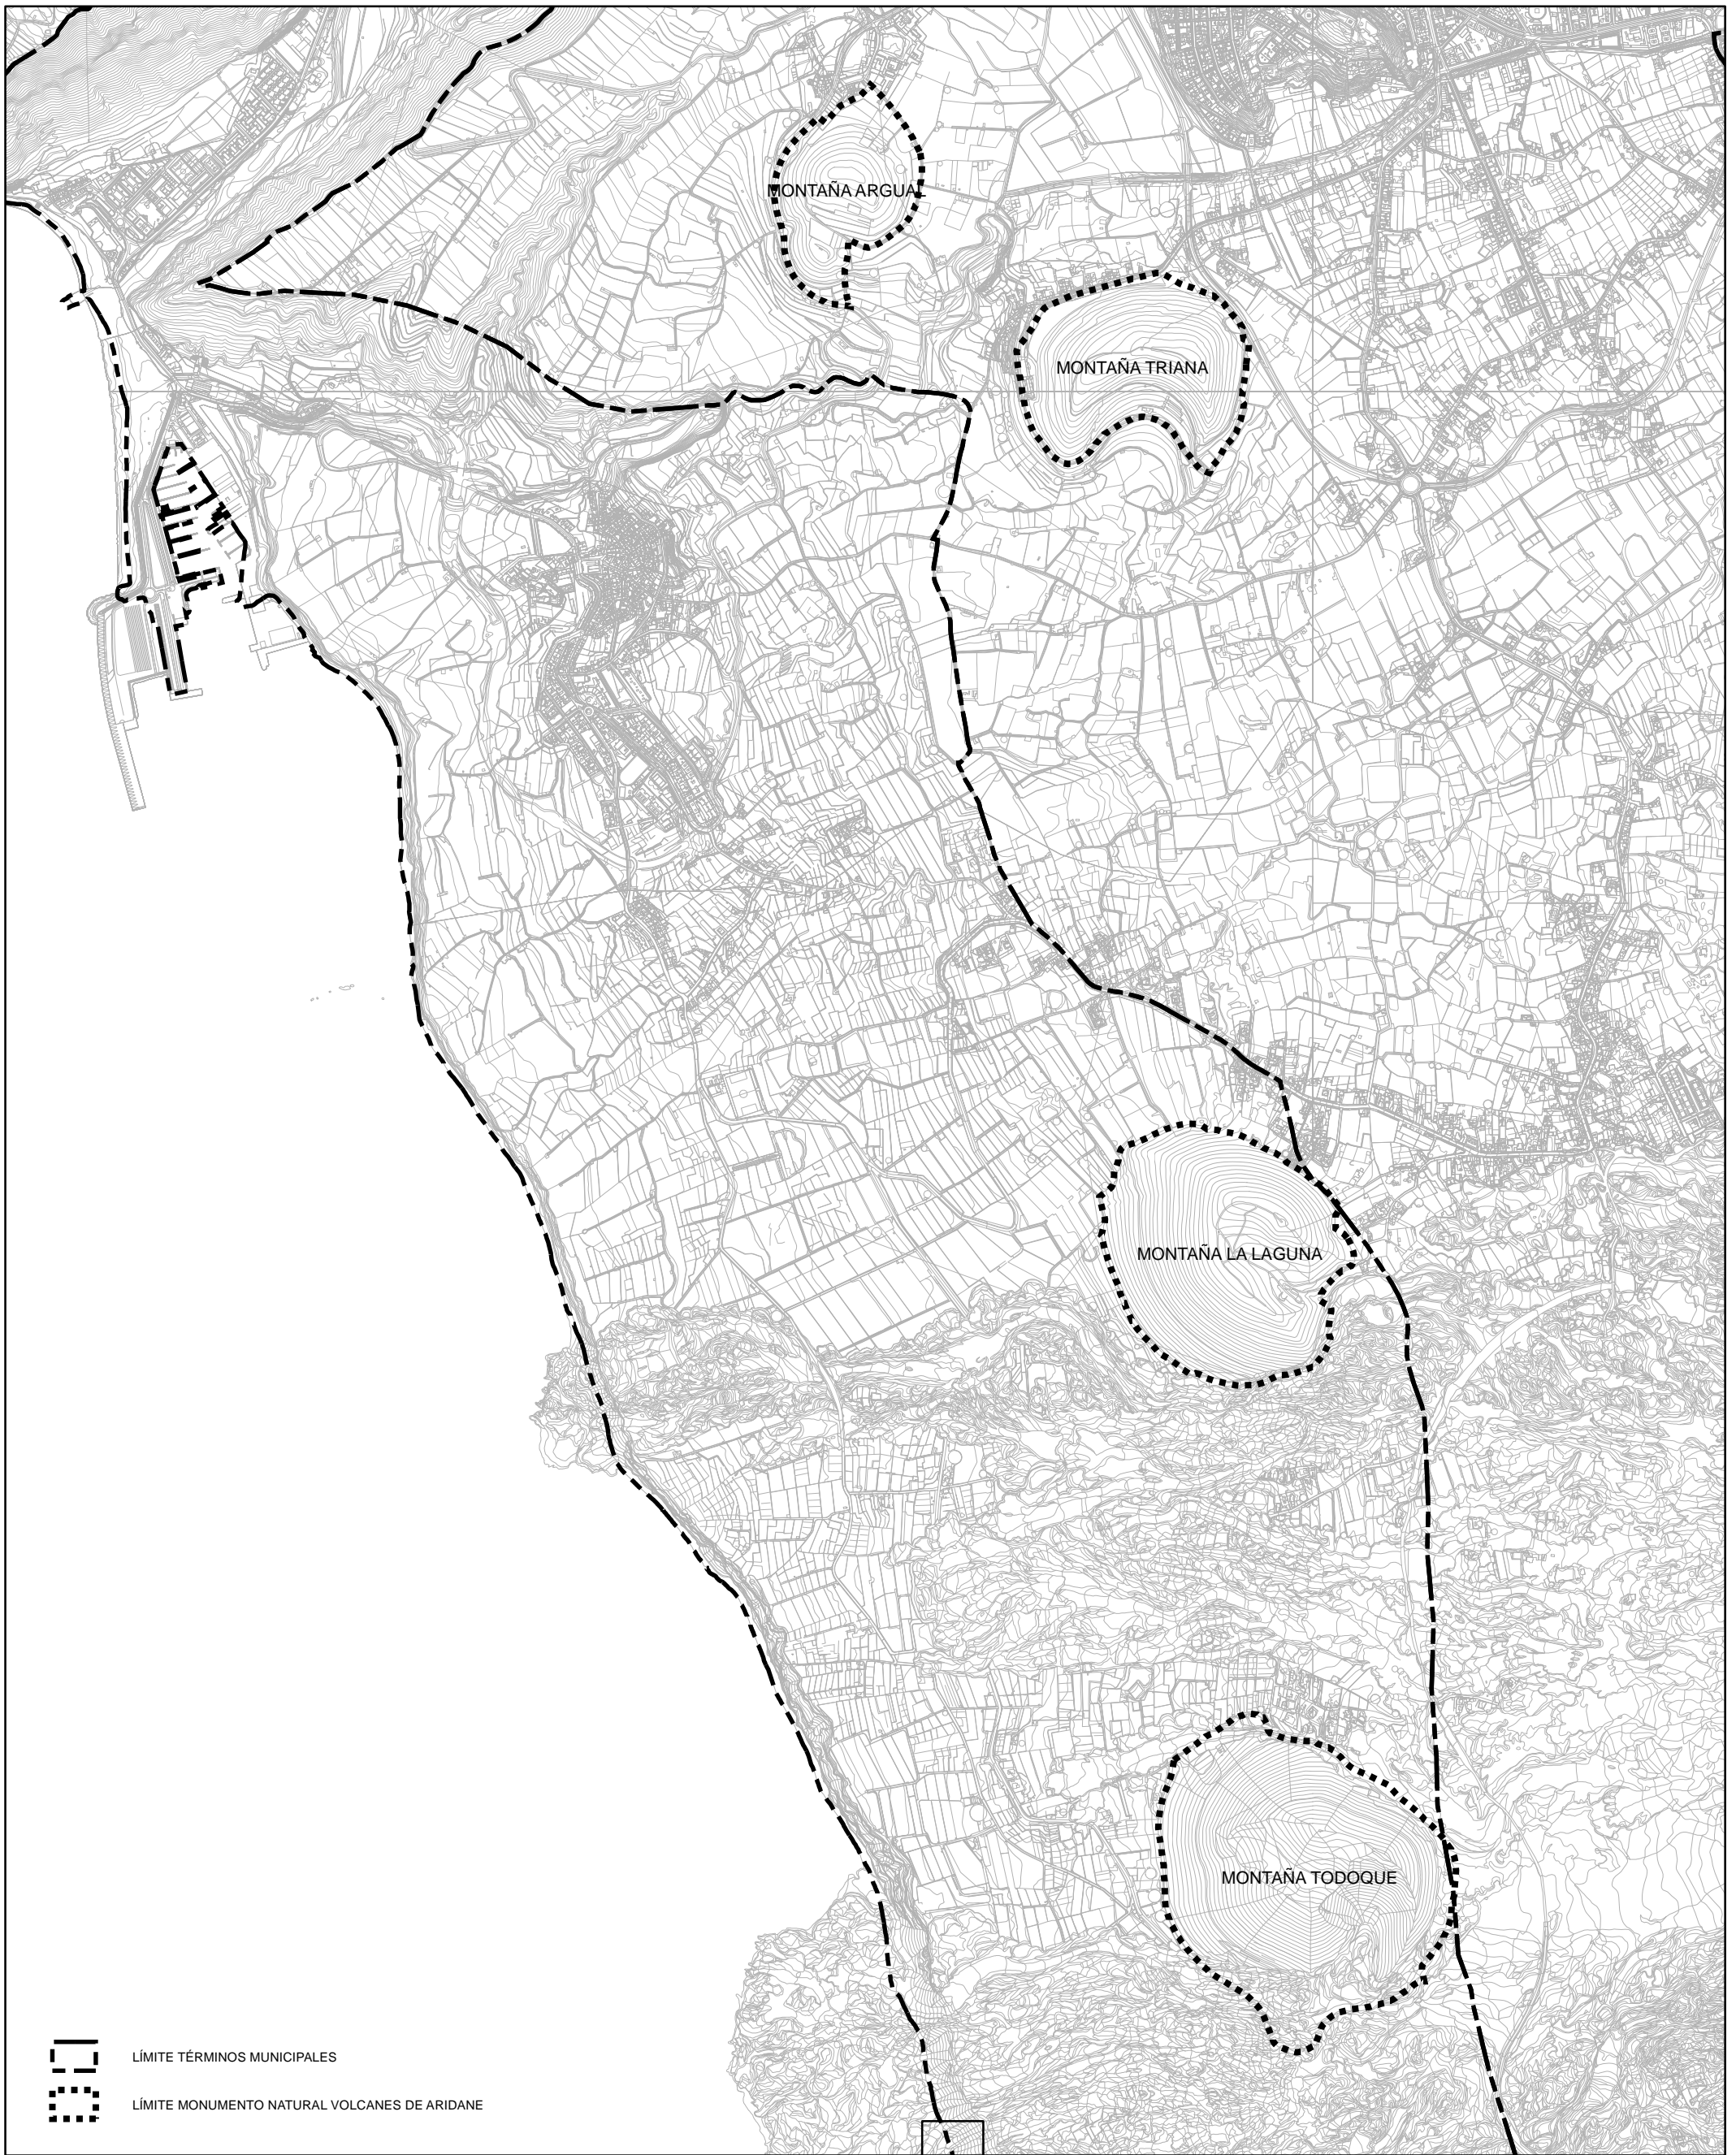 MONTAÑA ARGUAL
MONTAÑA TRIANA
MONTAÑA LA LAGUNA
MONTAÑA TODOQUE
LÍMITE TÉRMINOS MUNICIPALES
LÍMITE MONUMENTO NATURAL VOLCANES DE ARIDANE